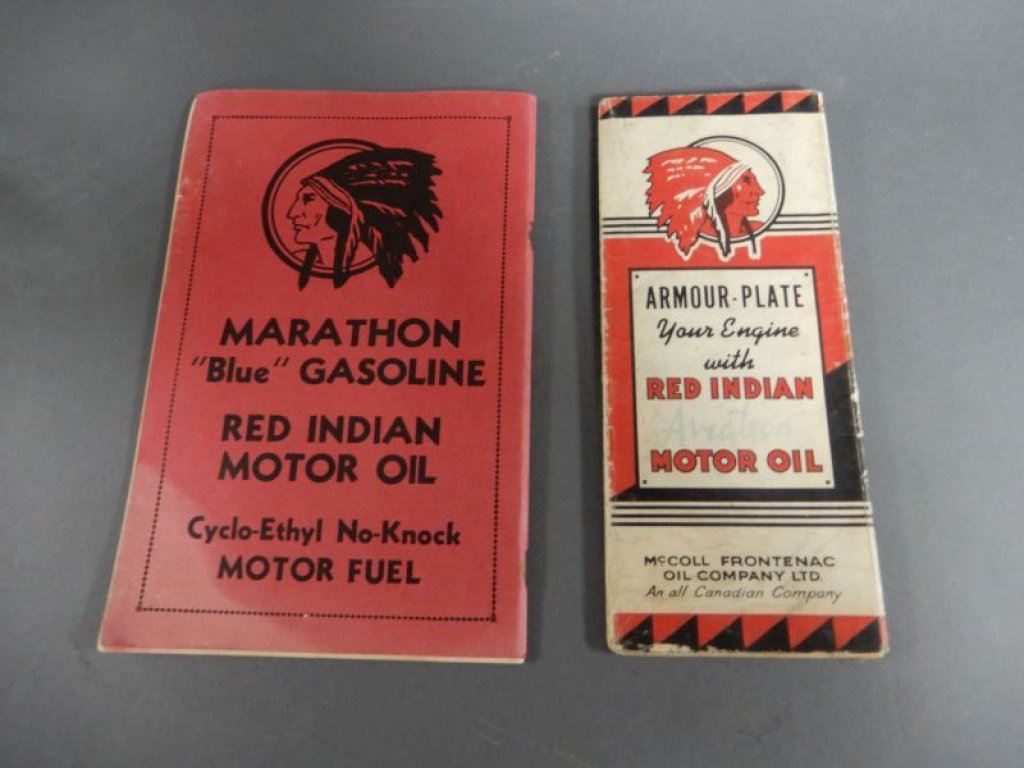 MARATHON
"Blue" GASOLINE
RED INDIAN
MOTOR OIL
Cyclo-Ethyl No-Knock
MOTOR FUEL
ARMOUR-PLATE
Your Engine
with
RED INDIAN
Aviation
MOTOR OIL
McCOLL FRONTENAC
OIL COMPANY LTD.
An all Canadian Company